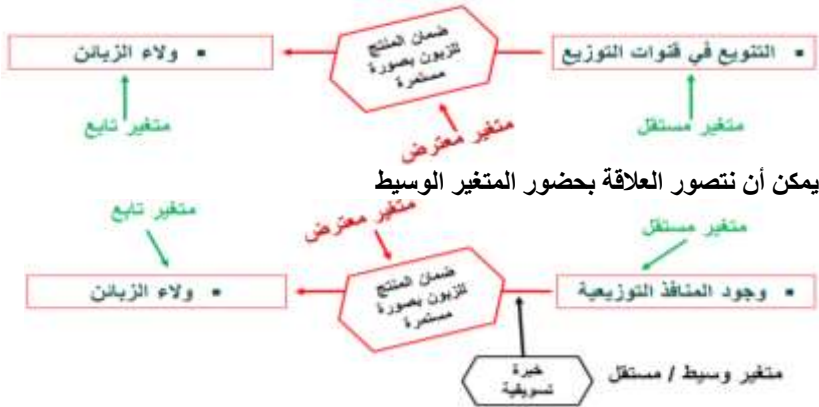 ▪ التنويع في قنوات التوزيع
ضمان المنتج
للزبون بصورة
مستمرة
▪ ولاء الزبائن
متغير مستقل
متغير معترض
متغير تابع
يمكن أن نتصور العلاقة بحضور المتغير الوسيط
متغير مستقل
متغير معترض
متغير تابع
▪ وجود المنافذ التوزيعية
ضمان المنتج
للزبون بصورة
مستمرة
▪ ولاء الزبائن
متغير وسيط / مستقل
خبرة
تسويقية